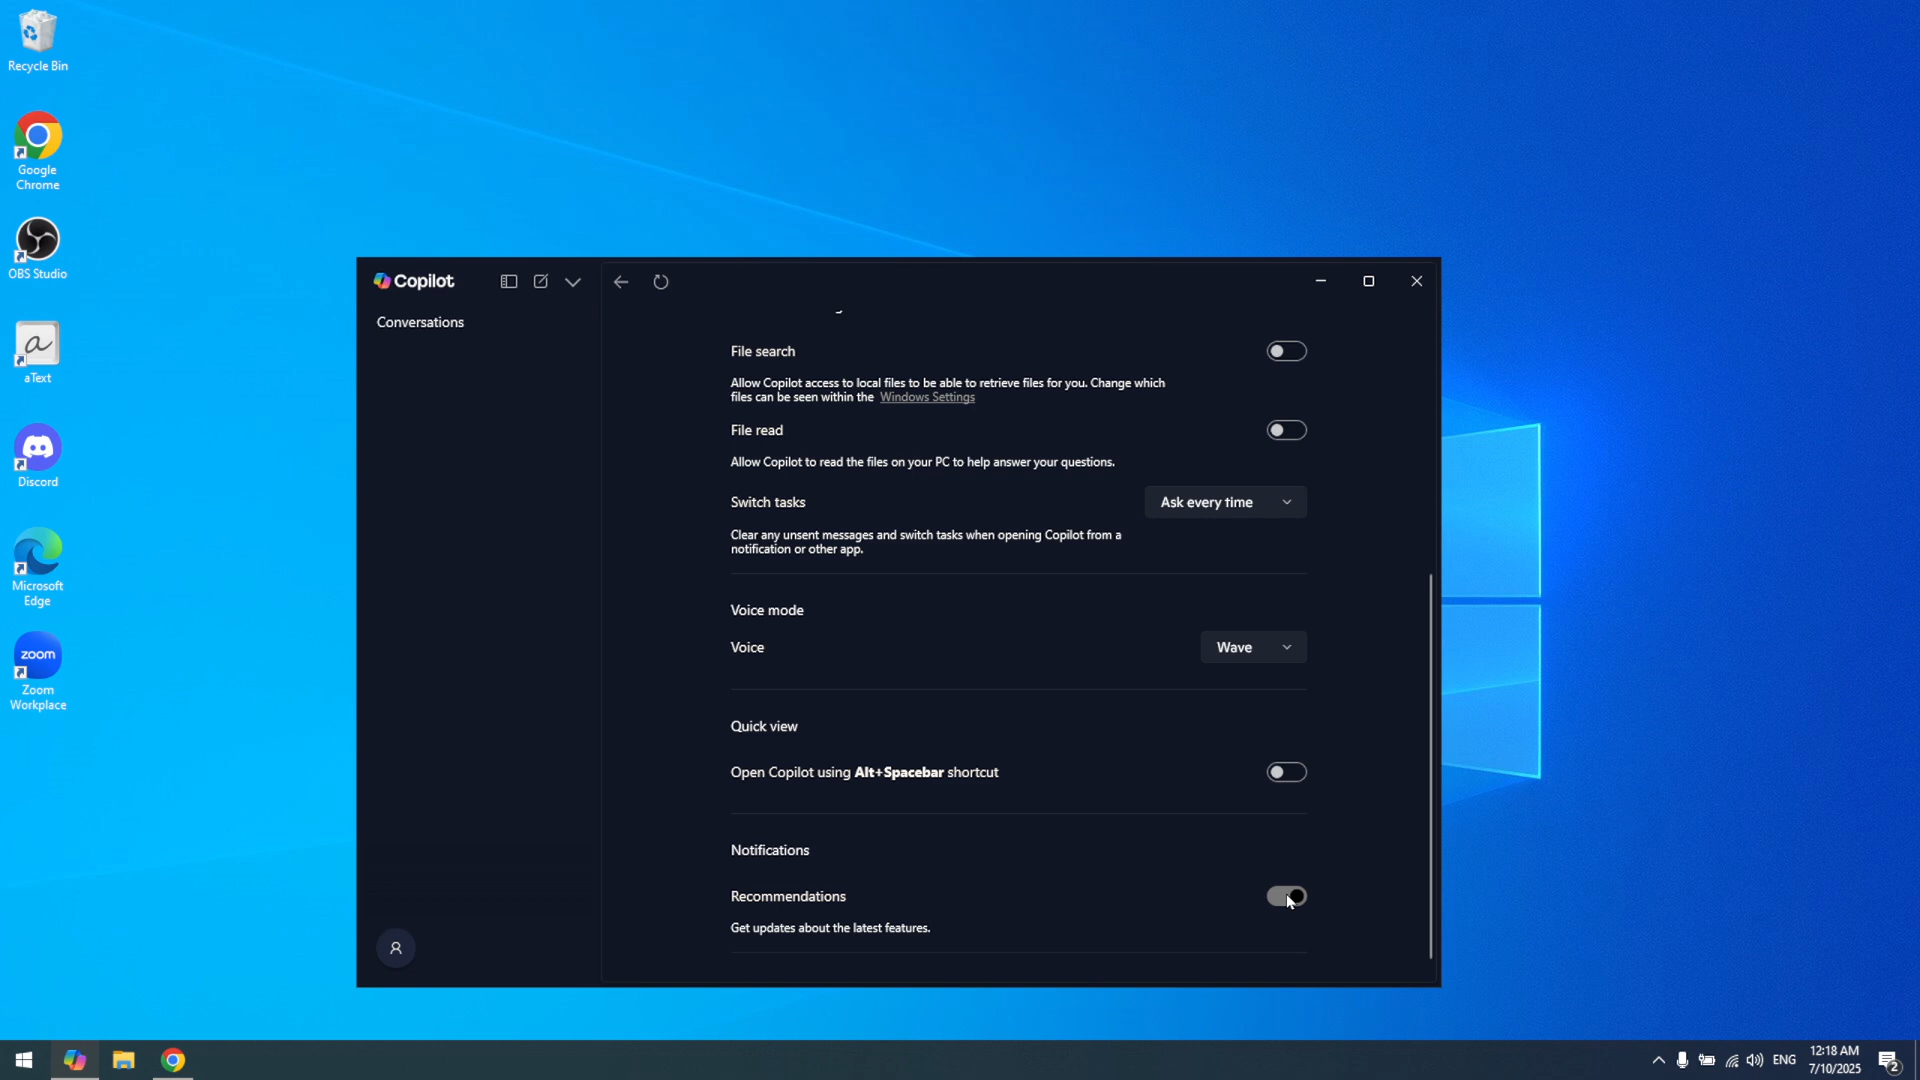 Recycle Bin
Google
Chrome
OBS Studio
a
aText
Discord
Microsoft
Edge
zoom
Zoom
Workplace
Copilot
Conversations
File search
Allow Copilot access to local files to be able to retrieve files for you. Change which
files can be seen within the Windows Settings
File read
Allow Copilot to read the files on your PC to help answer your questions.
Switch tasks
Ask every time
Clear any unsent messages and switch tasks when opening Copilot from a
notification or other app.
Voice mode
Voice
Wave
Quick view
Open Copilot using Alt+Spacebar shortcut
Notifications
Recommendations
Get updates about the latest features.
ENG
12:18 AM
7/10/2025
2